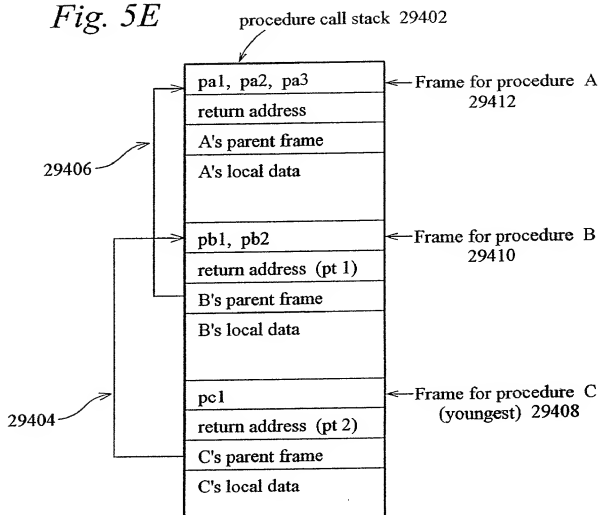 Fig. 5E
procedure call stack 29402
pa1, pa2, pa3
Frame for procedure A
29412
return address
A's parent frame
29406
A's local data
pb1, pb2
Frame for procedure B
29410
return address (pt 1)
B's parent frame
B's local data
pc1
Frame for procedure C
(youngest) 29408
29404
return address (pt 2)
C's parent frame
C's local data